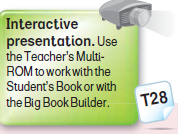 Interactive
presentation. Use
the Teacher's Multi-
ROM to work with the
Student's Book or with
the Big Book Builder.
T28